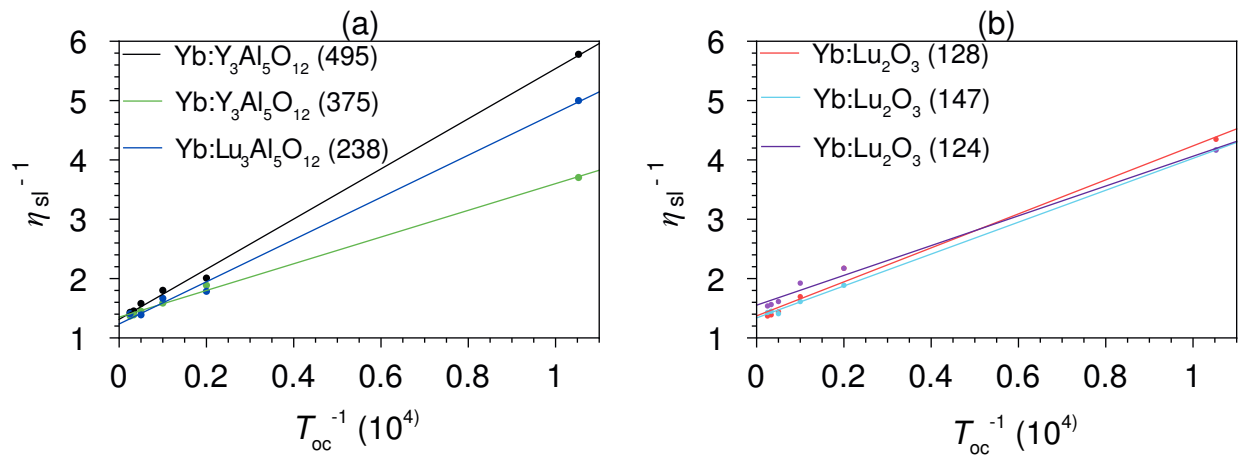 (a)
Yb:Y₃Al₅O₁₂ (495)
Yb:Y₃Al₅O₁₂ (375)
Yb:Lu₃Al₅O₁₂ (238)
6
5
4
3
2
1
η sl⁻¹
0 0.2 0.4 0.6 0.8 1
Toc⁻¹ (10⁴)
(b)
Yb:Lu₂O₃ (128)
Yb:Lu₂O₃ (147)
Yb:Lu₂O₃ (124)
6
5
4
3
2
1
η sl⁻¹
0 0.2 0.4 0.6 0.8 1
Toc⁻¹ (10⁴)